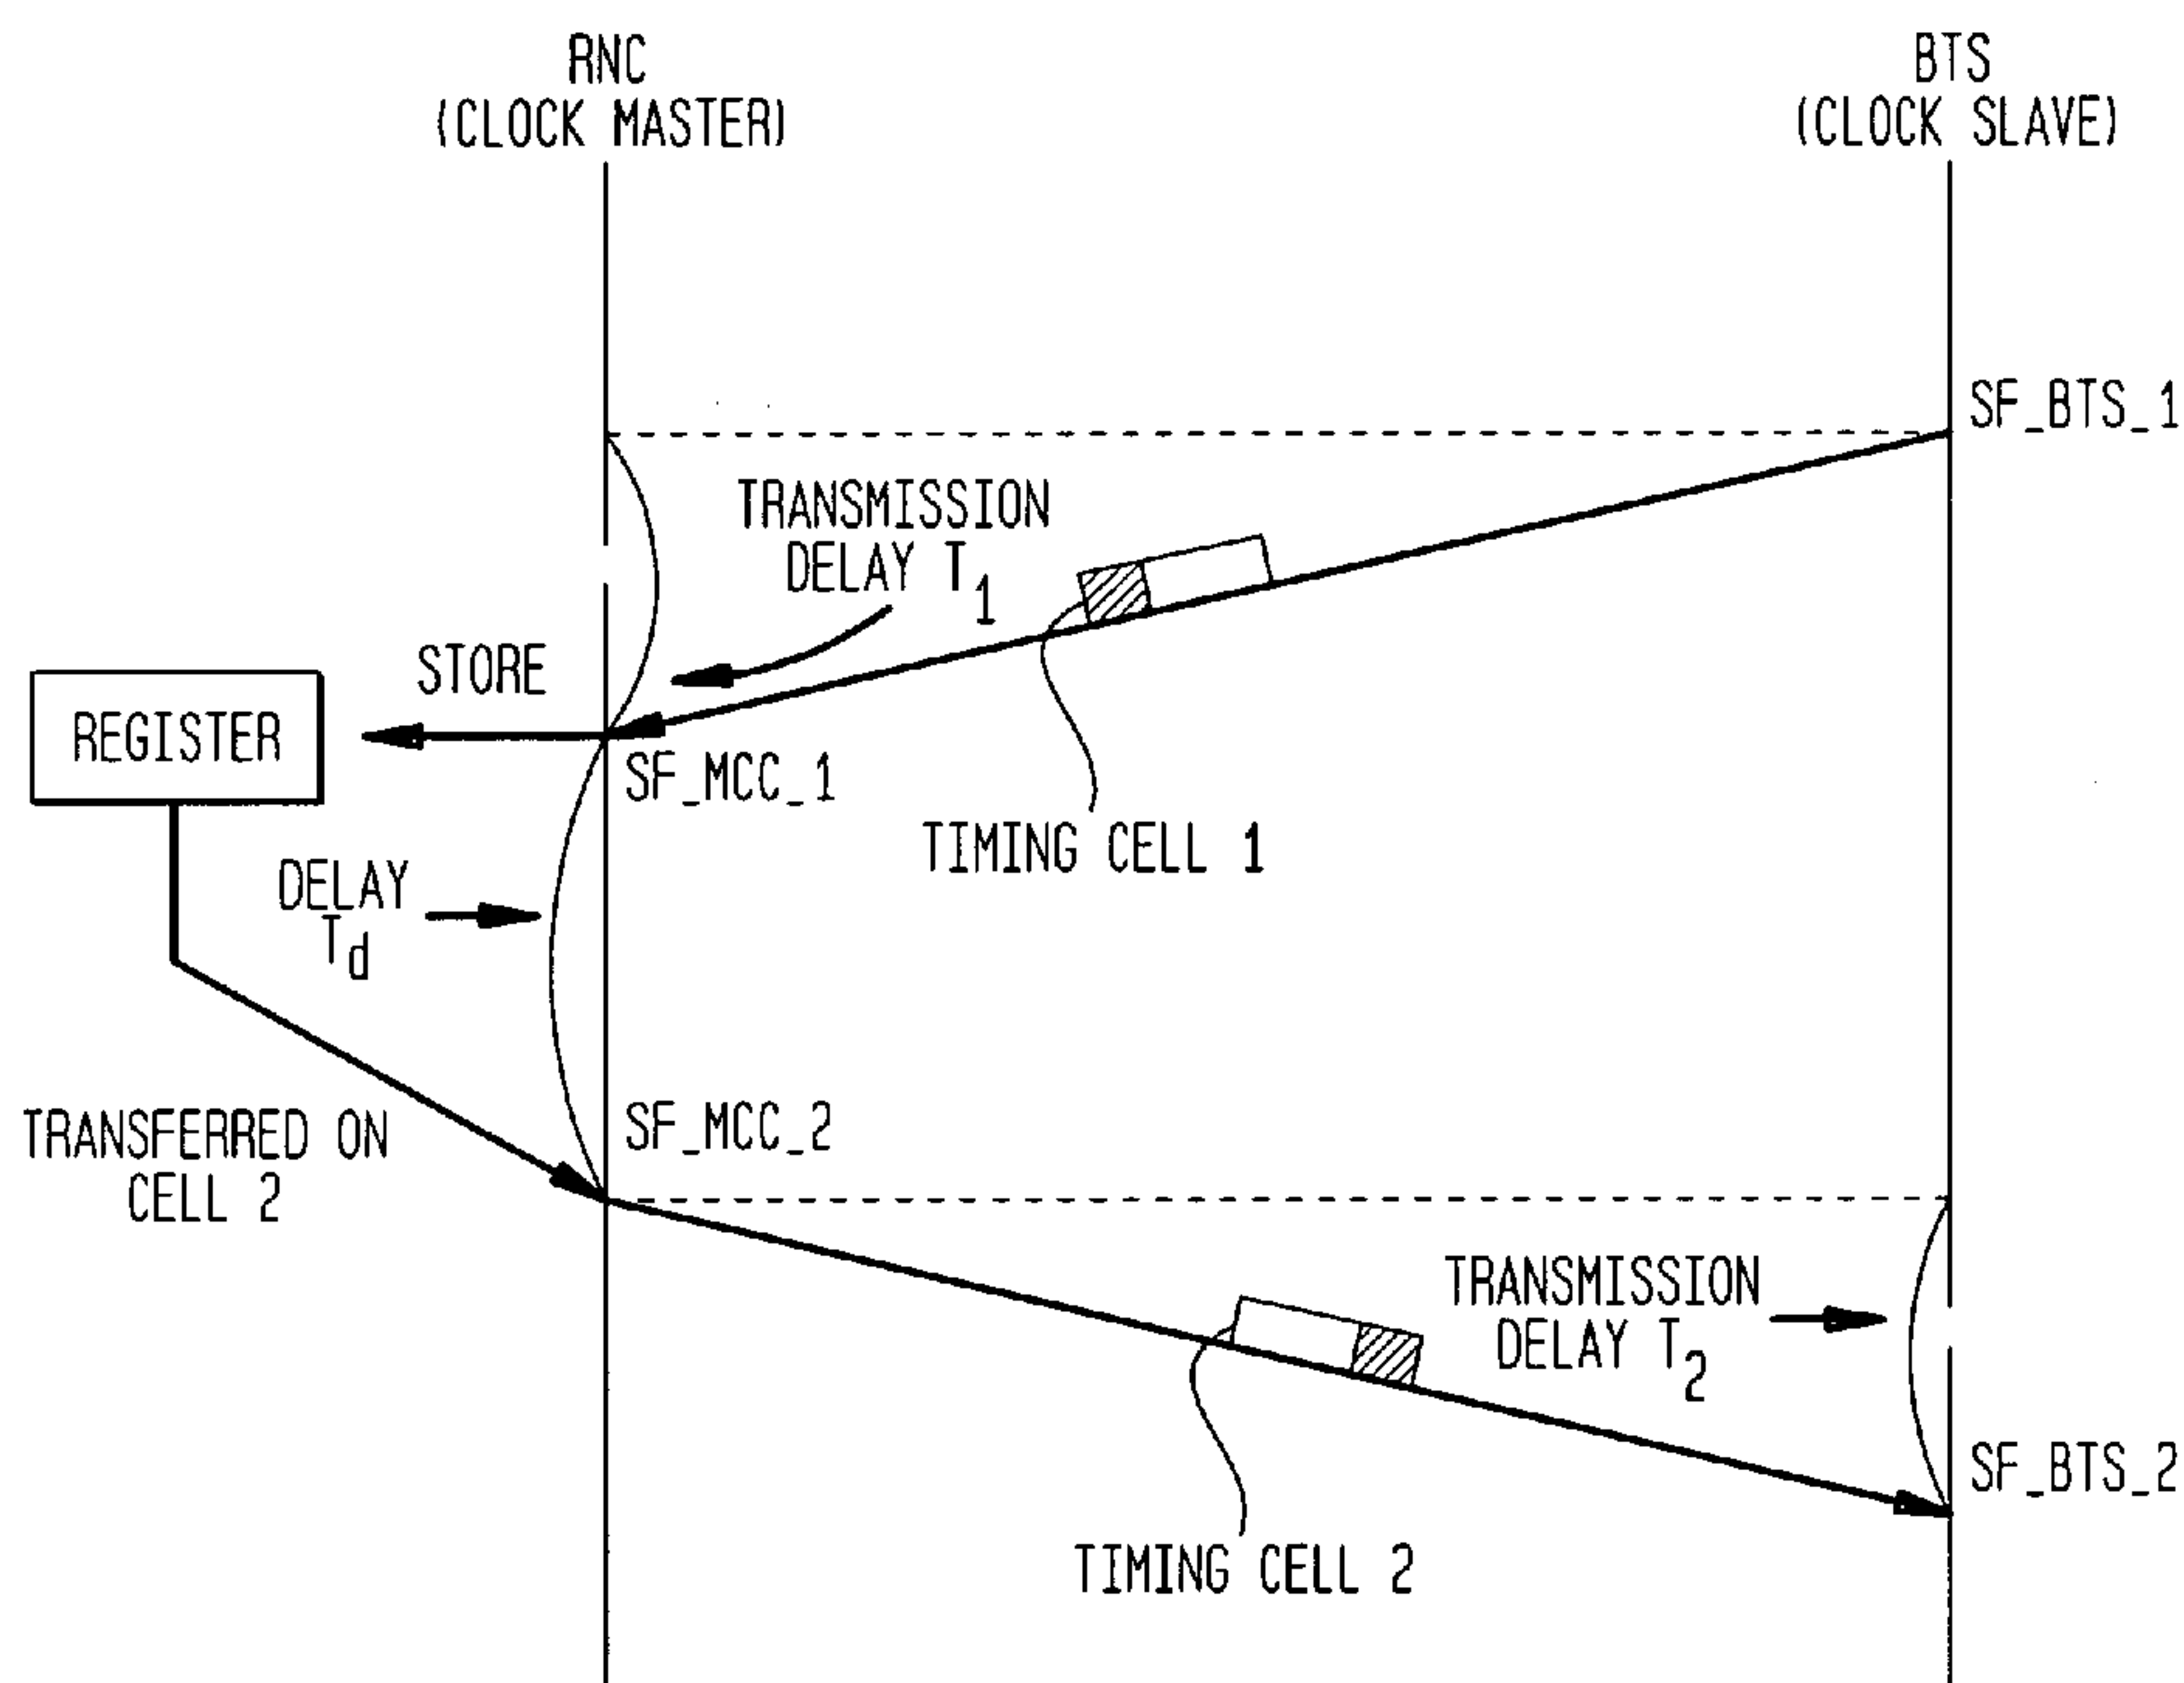 RNC
(CLOCK MASTER)
BTS
(CLOCK SLAVE)
SF_BTS_1
TRANSMISSION
DELAY T1
STORE
REGISTER
SF_MCC_1
TIMING CELL 1
DELAY
Td
SF_MCC_2
TRANSFERRED ON
CELL 2
TRANSMISSION
DELAY T2
SF_BTS_2
TIMING CELL 2